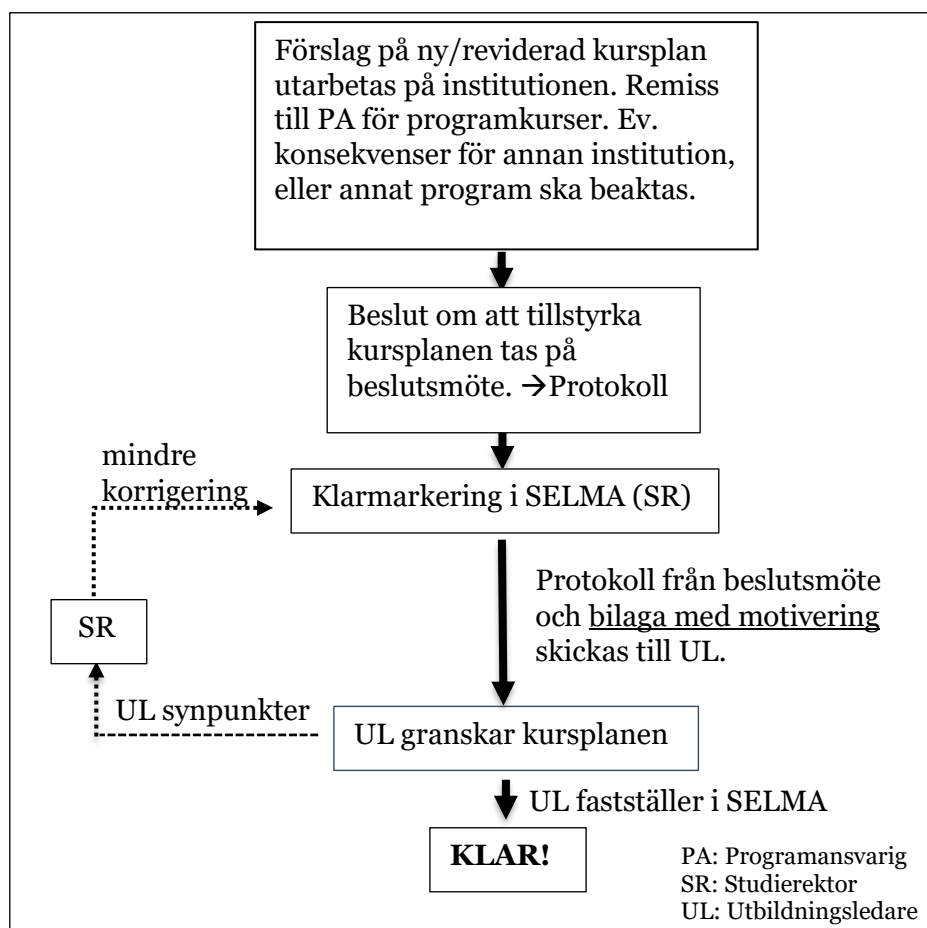 Förslag på ny/reviderad kursplan
utarbetas på institutionen. Remiss
till PA för programkurser. Ev.
konsekvenser för annan institution,
eller annat program ska beaktas.
Beslut om att tillstyrka
kursplanen tas på
beslutsmöte. →Protokoll
mindre
korrigering
Klarmarkering i SELMA (SR)
Protokoll från beslutsmöte
och bilaga med motivering
skickas till UL.
SR
UL synpunkter
UL granskar kursplanen
UL fastställer i SELMA
KLAR!
PA: Programansvarig
SR: Studierektor
UL: Utbildningsledare